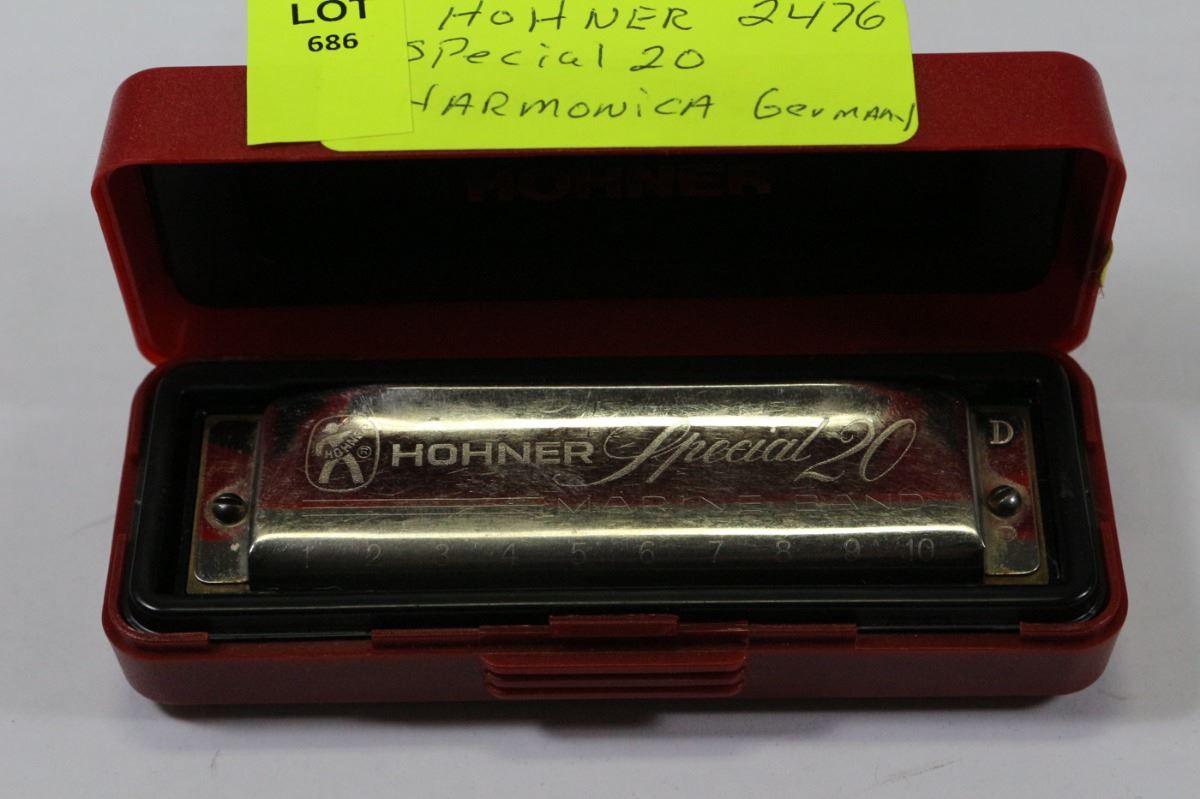 LOT
686
HOHNER 2476
Special 20
HARMONICA Germany
HOHNER
HOHNER ®
HOHNER Special 20
MARINE BAND
D
1 2 3 4 5 6 7 8 9 10